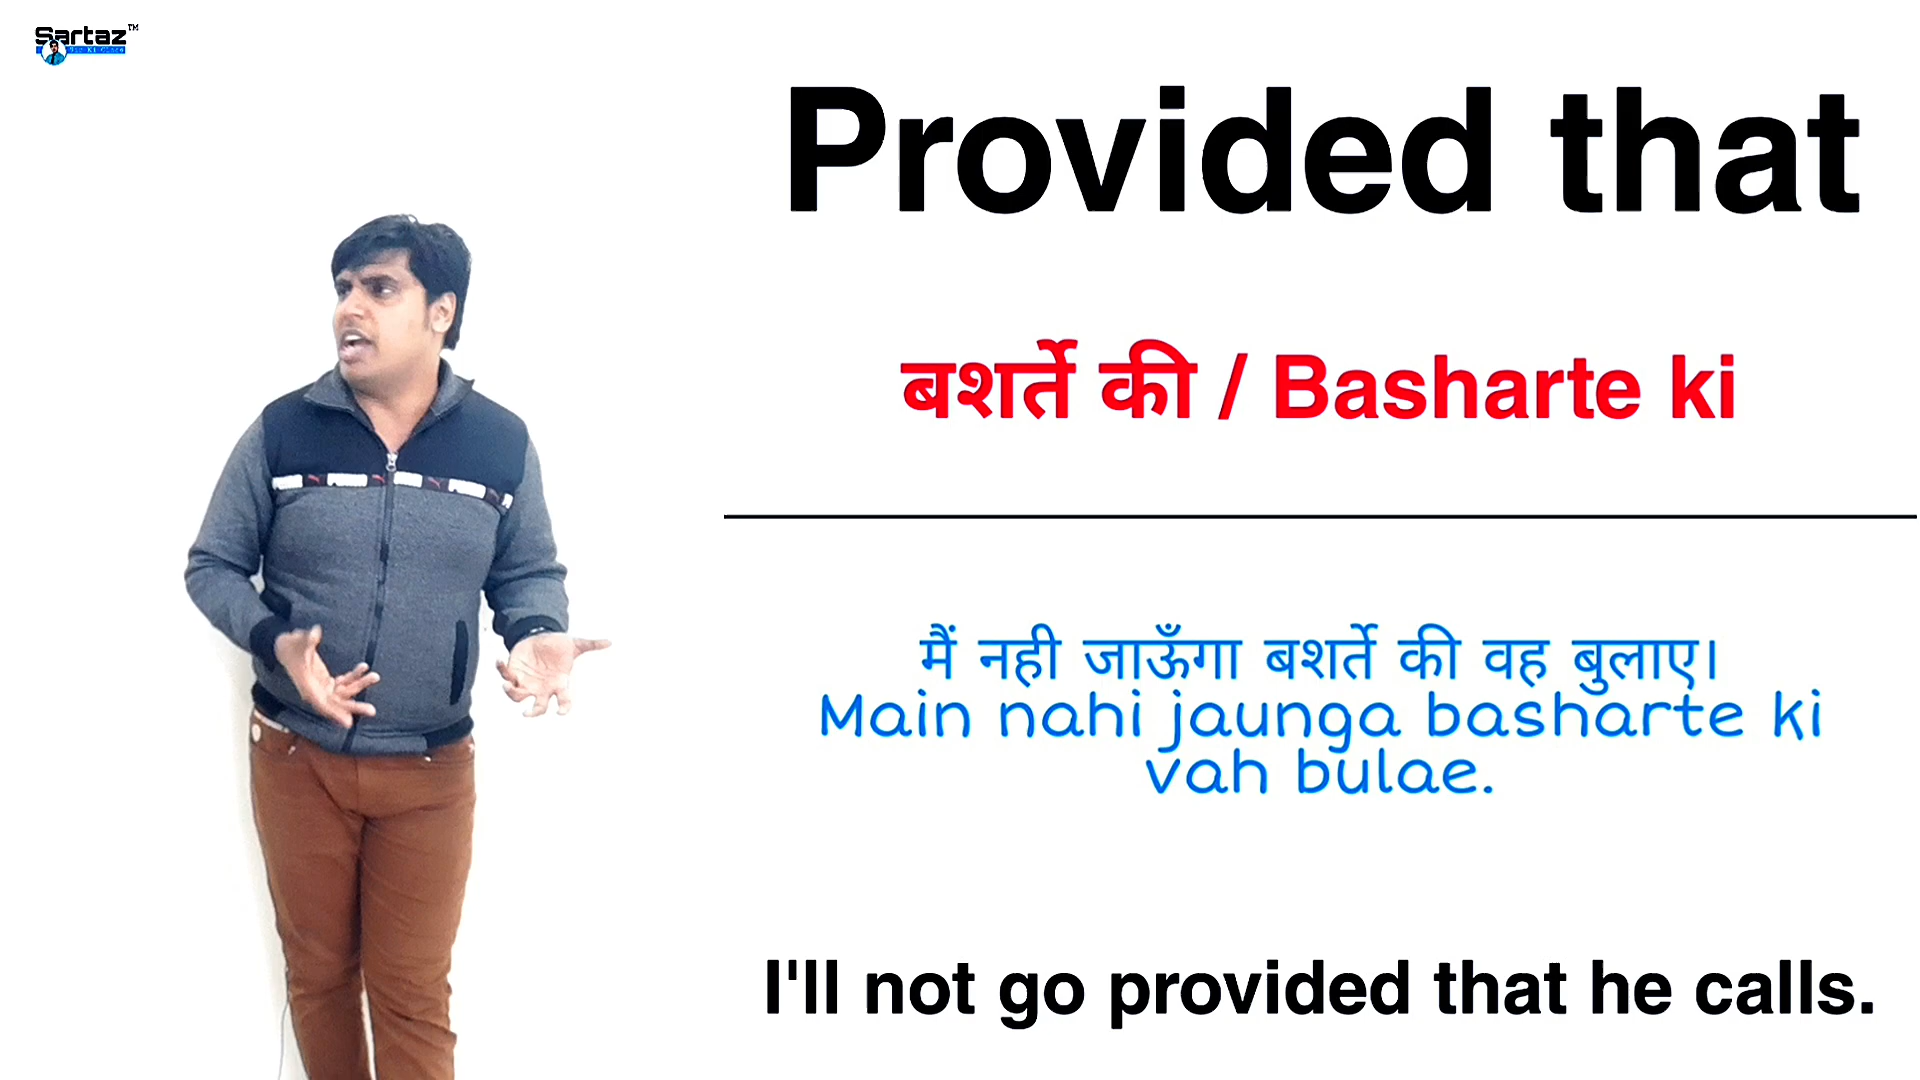 Sartaz™
Provided that
बशर्ते की / Basharte ki
मैं नही जाऊँगा बशर्ते की वह बुलाए।
Main nahi jaunga basharte ki
vah bulae.
I'll not go provided that he calls.